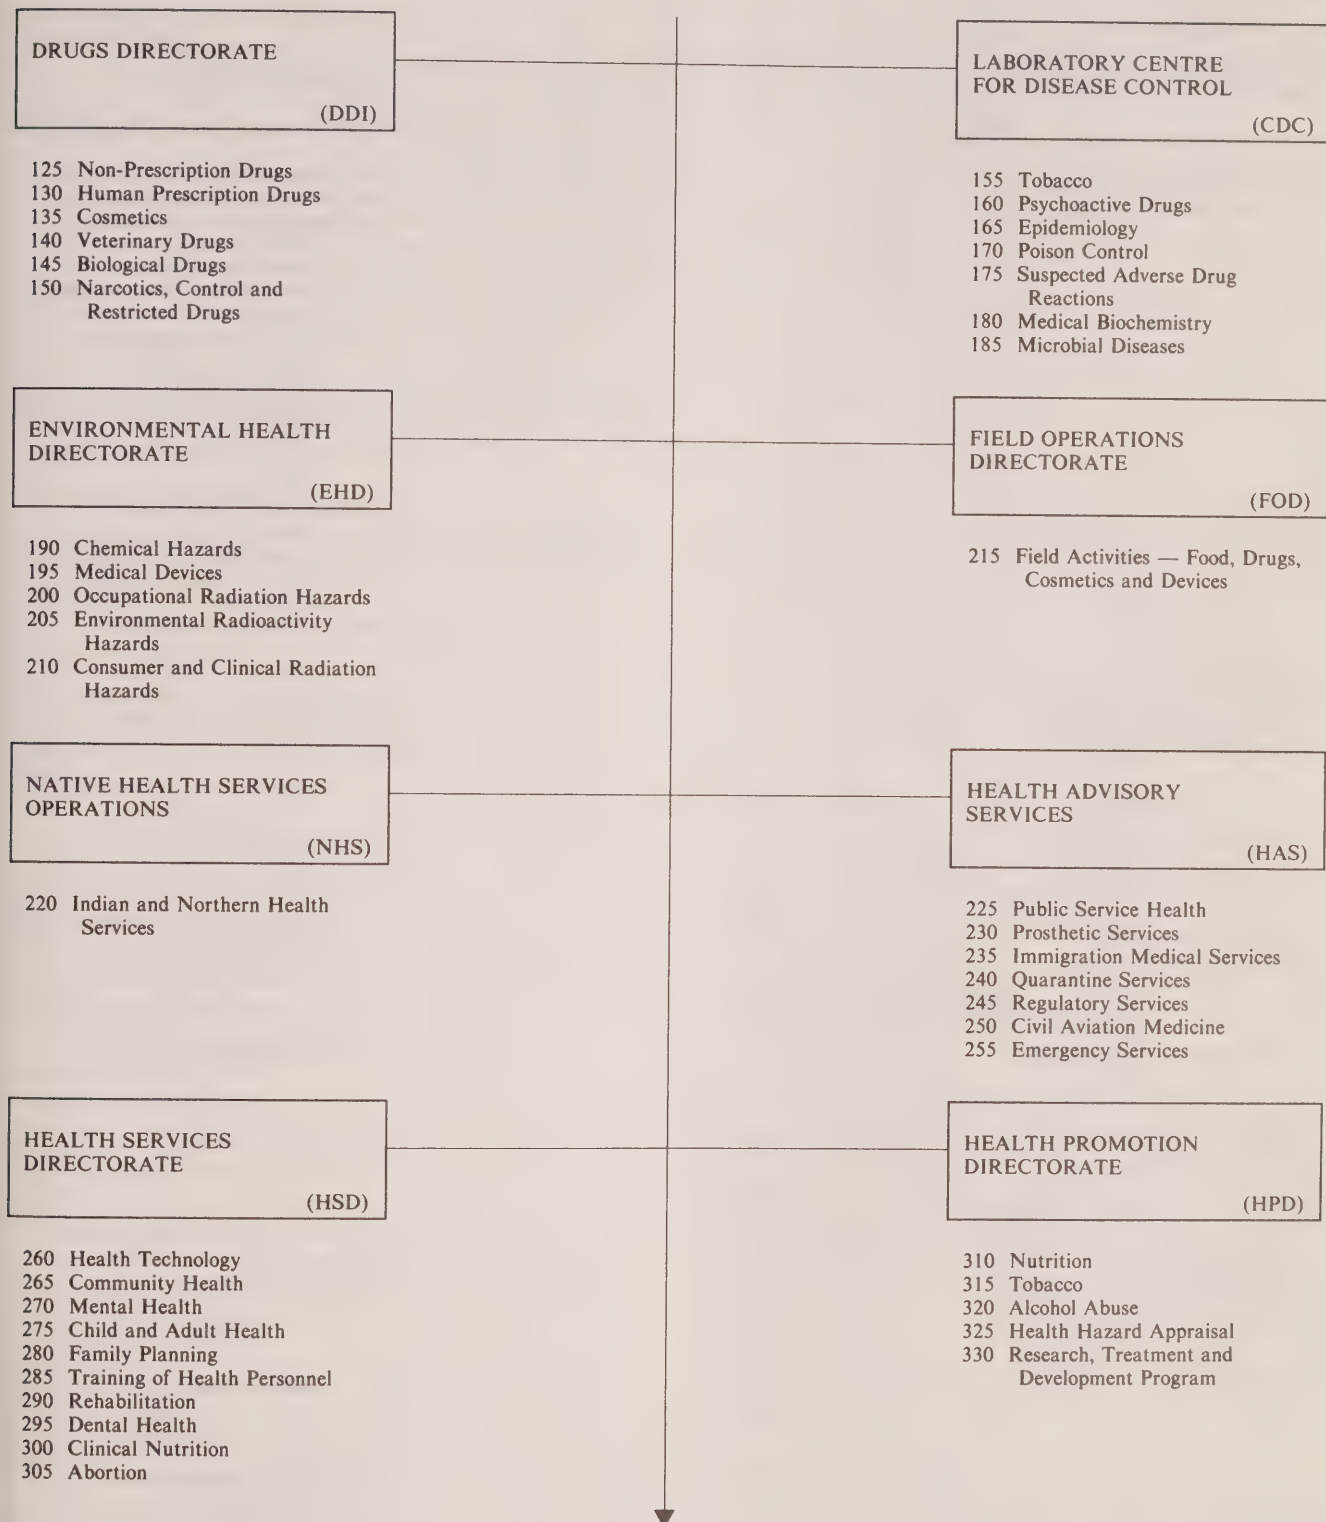 DRUGS DIRECTORATE
(DDI)
125 Non-Prescription Drugs
130 Human Prescription Drugs
135 Cosmetics
140 Veterinary Drugs
145 Biological Drugs
150 Narcotics, Control and
Restricted Drugs
LABORATORY CENTRE
FOR DISEASE CONTROL
(CDC)
155 Tobacco
160 Psychoactive Drugs
165 Epidemiology
170 Poison Control
175 Suspected Adverse Drug
Reactions
180 Medical Biochemistry
185 Microbial Diseases
ENVIRONMENTAL HEALTH
DIRECTORATE
(EHD)
190 Chemical Hazards
195 Medical Devices
200 Occupational Radiation Hazards
205 Environmental Radioactivity
Hazards
210 Consumer and Clinical Radiation
Hazards
FIELD OPERATIONS
DIRECTORATE
(FOD)
215 Field Activities — Food, Drugs,
Cosmetics and Devices
NATIVE HEALTH SERVICES
OPERATIONS
(NHS)
220 Indian and Northern Health
Services
HEALTH ADVISORY
SERVICES
(HAS)
225 Public Service Health
230 Prosthetic Services
235 Immigration Medical Services
240 Quarantine Services
245 Regulatory Services
250 Civil Aviation Medicine
255 Emergency Services
HEALTH SERVICES
DIRECTORATE
(HSD)
260 Health Technology
265 Community Health
270 Mental Health
275 Child and Adult Health
280 Family Planning
285 Training of Health Personnel
290 Rehabilitation
295 Dental Health
300 Clinical Nutrition
305 Abortion
HEALTH PROMOTION
DIRECTORATE
(HPD)
310 Nutrition
315 Tobacco
320 Alcohol Abuse
325 Health Hazard Appraisal
330 Research, Treatment and
Development Program